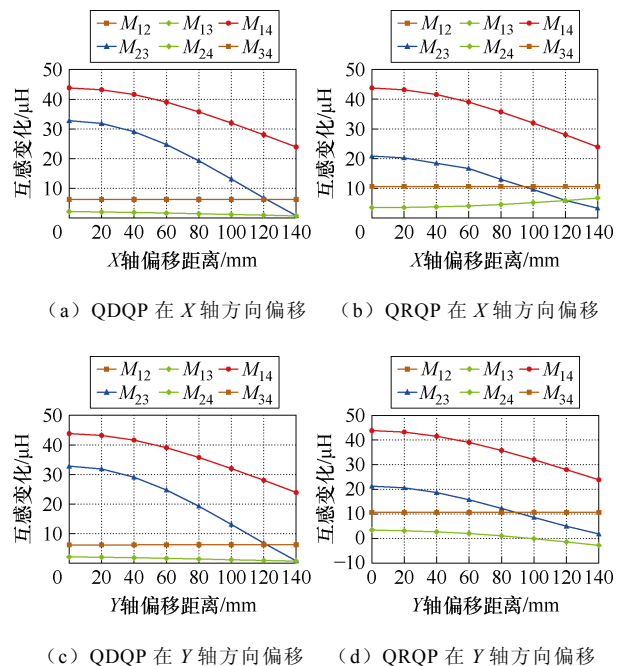 M12 M13 M14 M12 M13 M14
M23 M24 M34 M23 M24 M34
50 50
40 40
30 30
20 20
10 10
0 20 40 60 80 100 120 140 0 20 40 60 80 100 120 140
互感变化/μH 互感变化/μH
X轴偏移距离/mm X轴偏移距离/mm
（a）QDQP 在 X 轴方向偏移 （b）QRQP 在 X 轴方向偏移
M12 M13 M14 M12 M13 M14
M23 M24 M34 M23 M24 M34
50 50
40 40
30 30
20 20
10 10
0
−10
0 20 40 60 80 100 120 140 0 20 40 60 80 100 120 140
互感变化/μH 互感变化/μH
Y轴偏移距离/mm Y轴偏移距离/mm
（c）QDQP 在 Y 轴方向偏移 （d）QRQP 在 Y 轴方向偏移